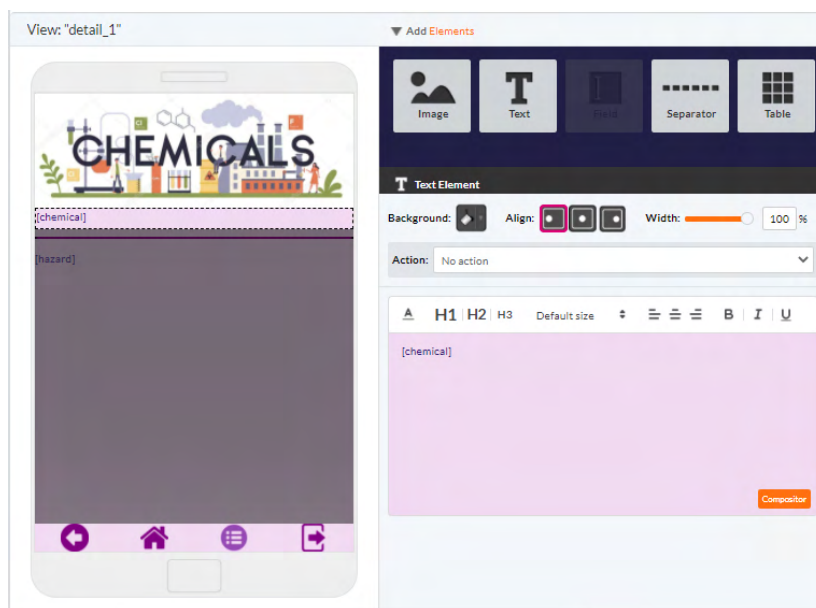 View: "detail_1"
Add Elements
Image
Text
Field
Separator
Table
CHEMICALS
Text Element
[chemical]
Background:
Align:
Width:
100 %
[hazard]
Action:
No action
A H1 H2 H3 Default size B I U
[chemical]
Compositor